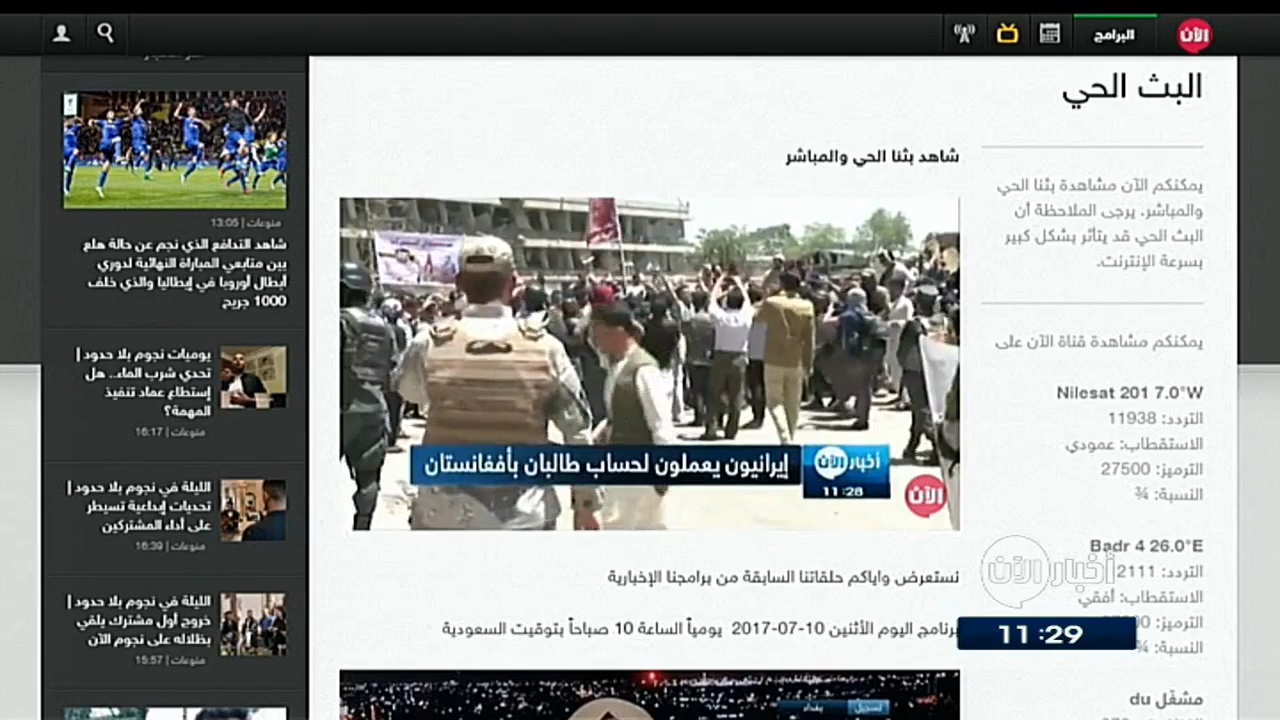 الآن
البرامج
البث الحي
يمكنكم الآن مشاهدة بثنا الحي
والمباشر. يرجى الملاحظة أن
البث الحي قد يتأثر بشكل كبير
بسرعة الإنترنت.
يمكنكم مشاهدة قناة الآن على
Nilesat 201 7.0°W
التردد: 11938
الاستقطاب: عمودي
الترميز: 27500
النسبة: ¾
Badr 4 26.0°E
التردد: 2111
الاستقطاب: أفقي
الترميز:
النسبة: ¾
مشغّل du
شاهد بثنا الحي والمباشر
إيرانيون يعملون لحساب طالبان بأفغانستان
أخبار الآن
11:28
الآن
نستعرض واياكم حلقاتنا السابقة من برامجنا الإخبارية
برنامج اليوم الأثنين 10-07-2017 يومياً الساعة 10 صباحاً بتوقيت السعودية
تسجيل
بغداد
أخبار الآن
11:29
منوعات | 13:05
شاهد التدافع الذي نجم عن حالة هلع
بين متابعي المباراة النهائية لدوري
أبطال أوروبا في إيطاليا والذي خلف
1000 جريح
يوميات نجوم بلا حدود |
تحدي شرب الماء.. هل
إستطاع عماد تنفيذ
المهمة؟
منوعات | 16:17
الليلة في نجوم بلا حدود |
تحديات إبداعية تسيطر
على أداء المشتركين
منوعات | 16:39
الليلة في نجوم بلا حدود |
خروج أول مشترك يلقي
بظلاله على نجوم الآن
منوعات | 15:57